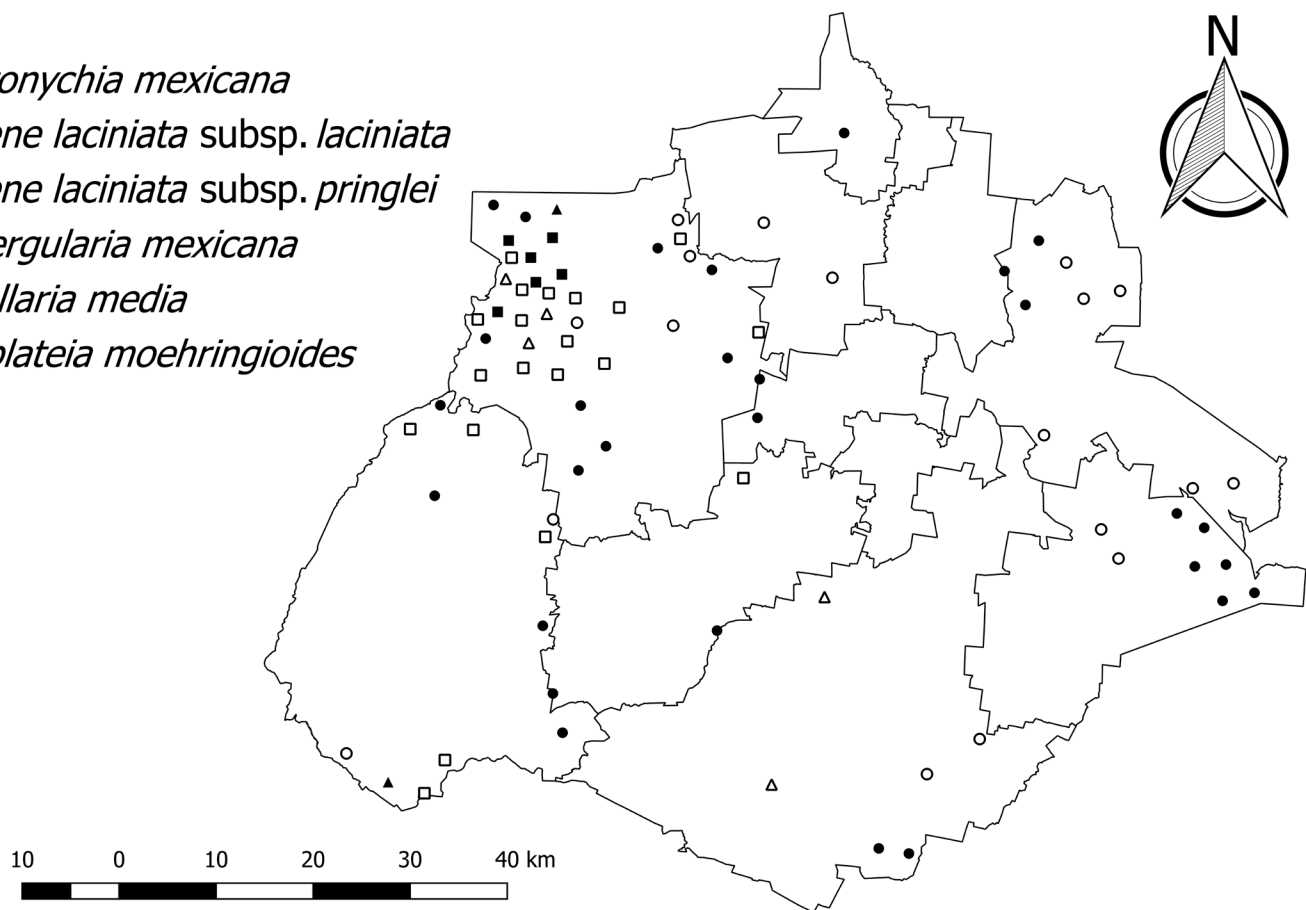 onychia mexicana
ene laciniata subsp. laciniata
ene laciniata subsp. pringlei
ergularia mexicana
llaria media
plateia moehringioides
N
10 0 10 20 30 40 km